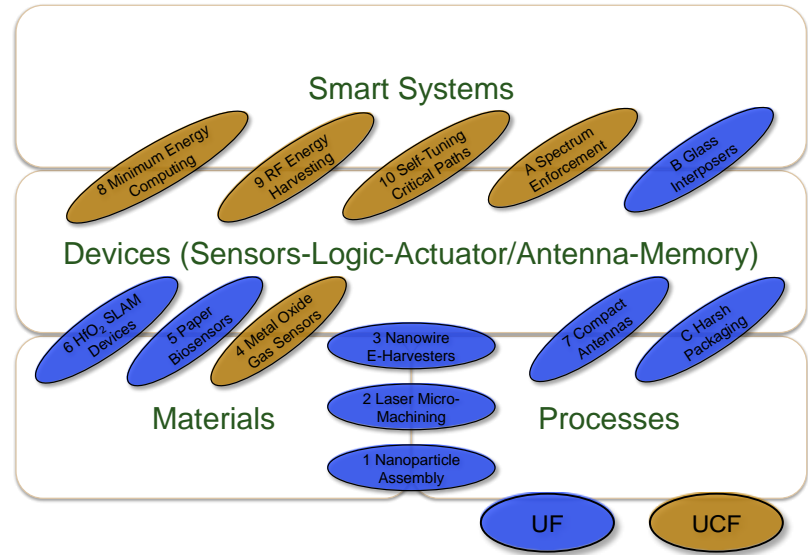 Smart Systems
8 Minimum Energy
Computing
9 RF Energy
Harvesting
10 Self-Tuning
Critical Paths
A Spectrum
Enforcement
B Glass
Interposers
Devices (Sensors-Logic-Actuator/Antenna-Memory)
6 HfO₂ SLAM
Devices
5 Paper
Biosensors
4 Metal Oxide
Gas Sensors
3 Nanowire
E-Harvesters
7 Compact
Antennas
C Harsh
Packaging
Materials
2 Laser Micro-
Machining
Processes
1 Nanoparticle
Assembly
UF
UCF